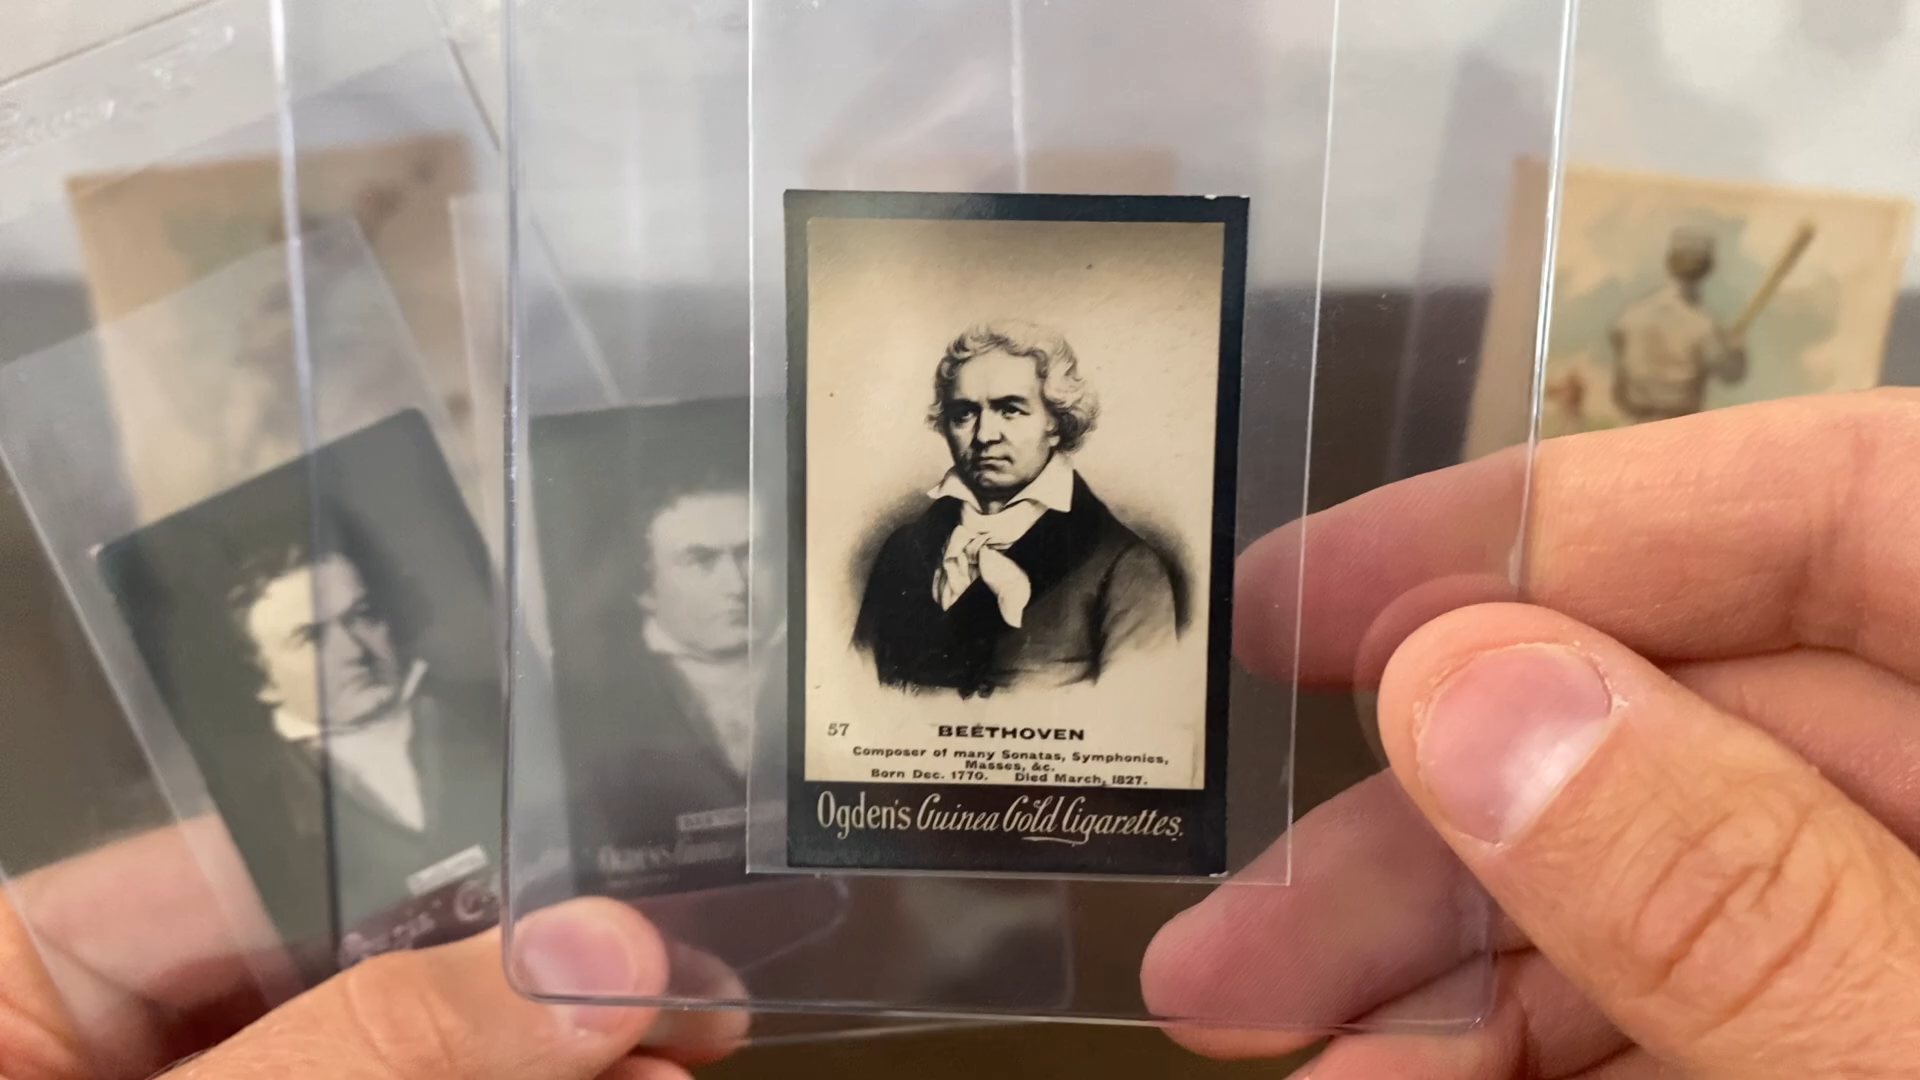 57 BEETHOVEN
Composer of many Sonatas, Symphonies,
Masses, &c.
Born Dec. 1770. Died March, 1827.
Ogden's Guinea Gold Cigarettes.